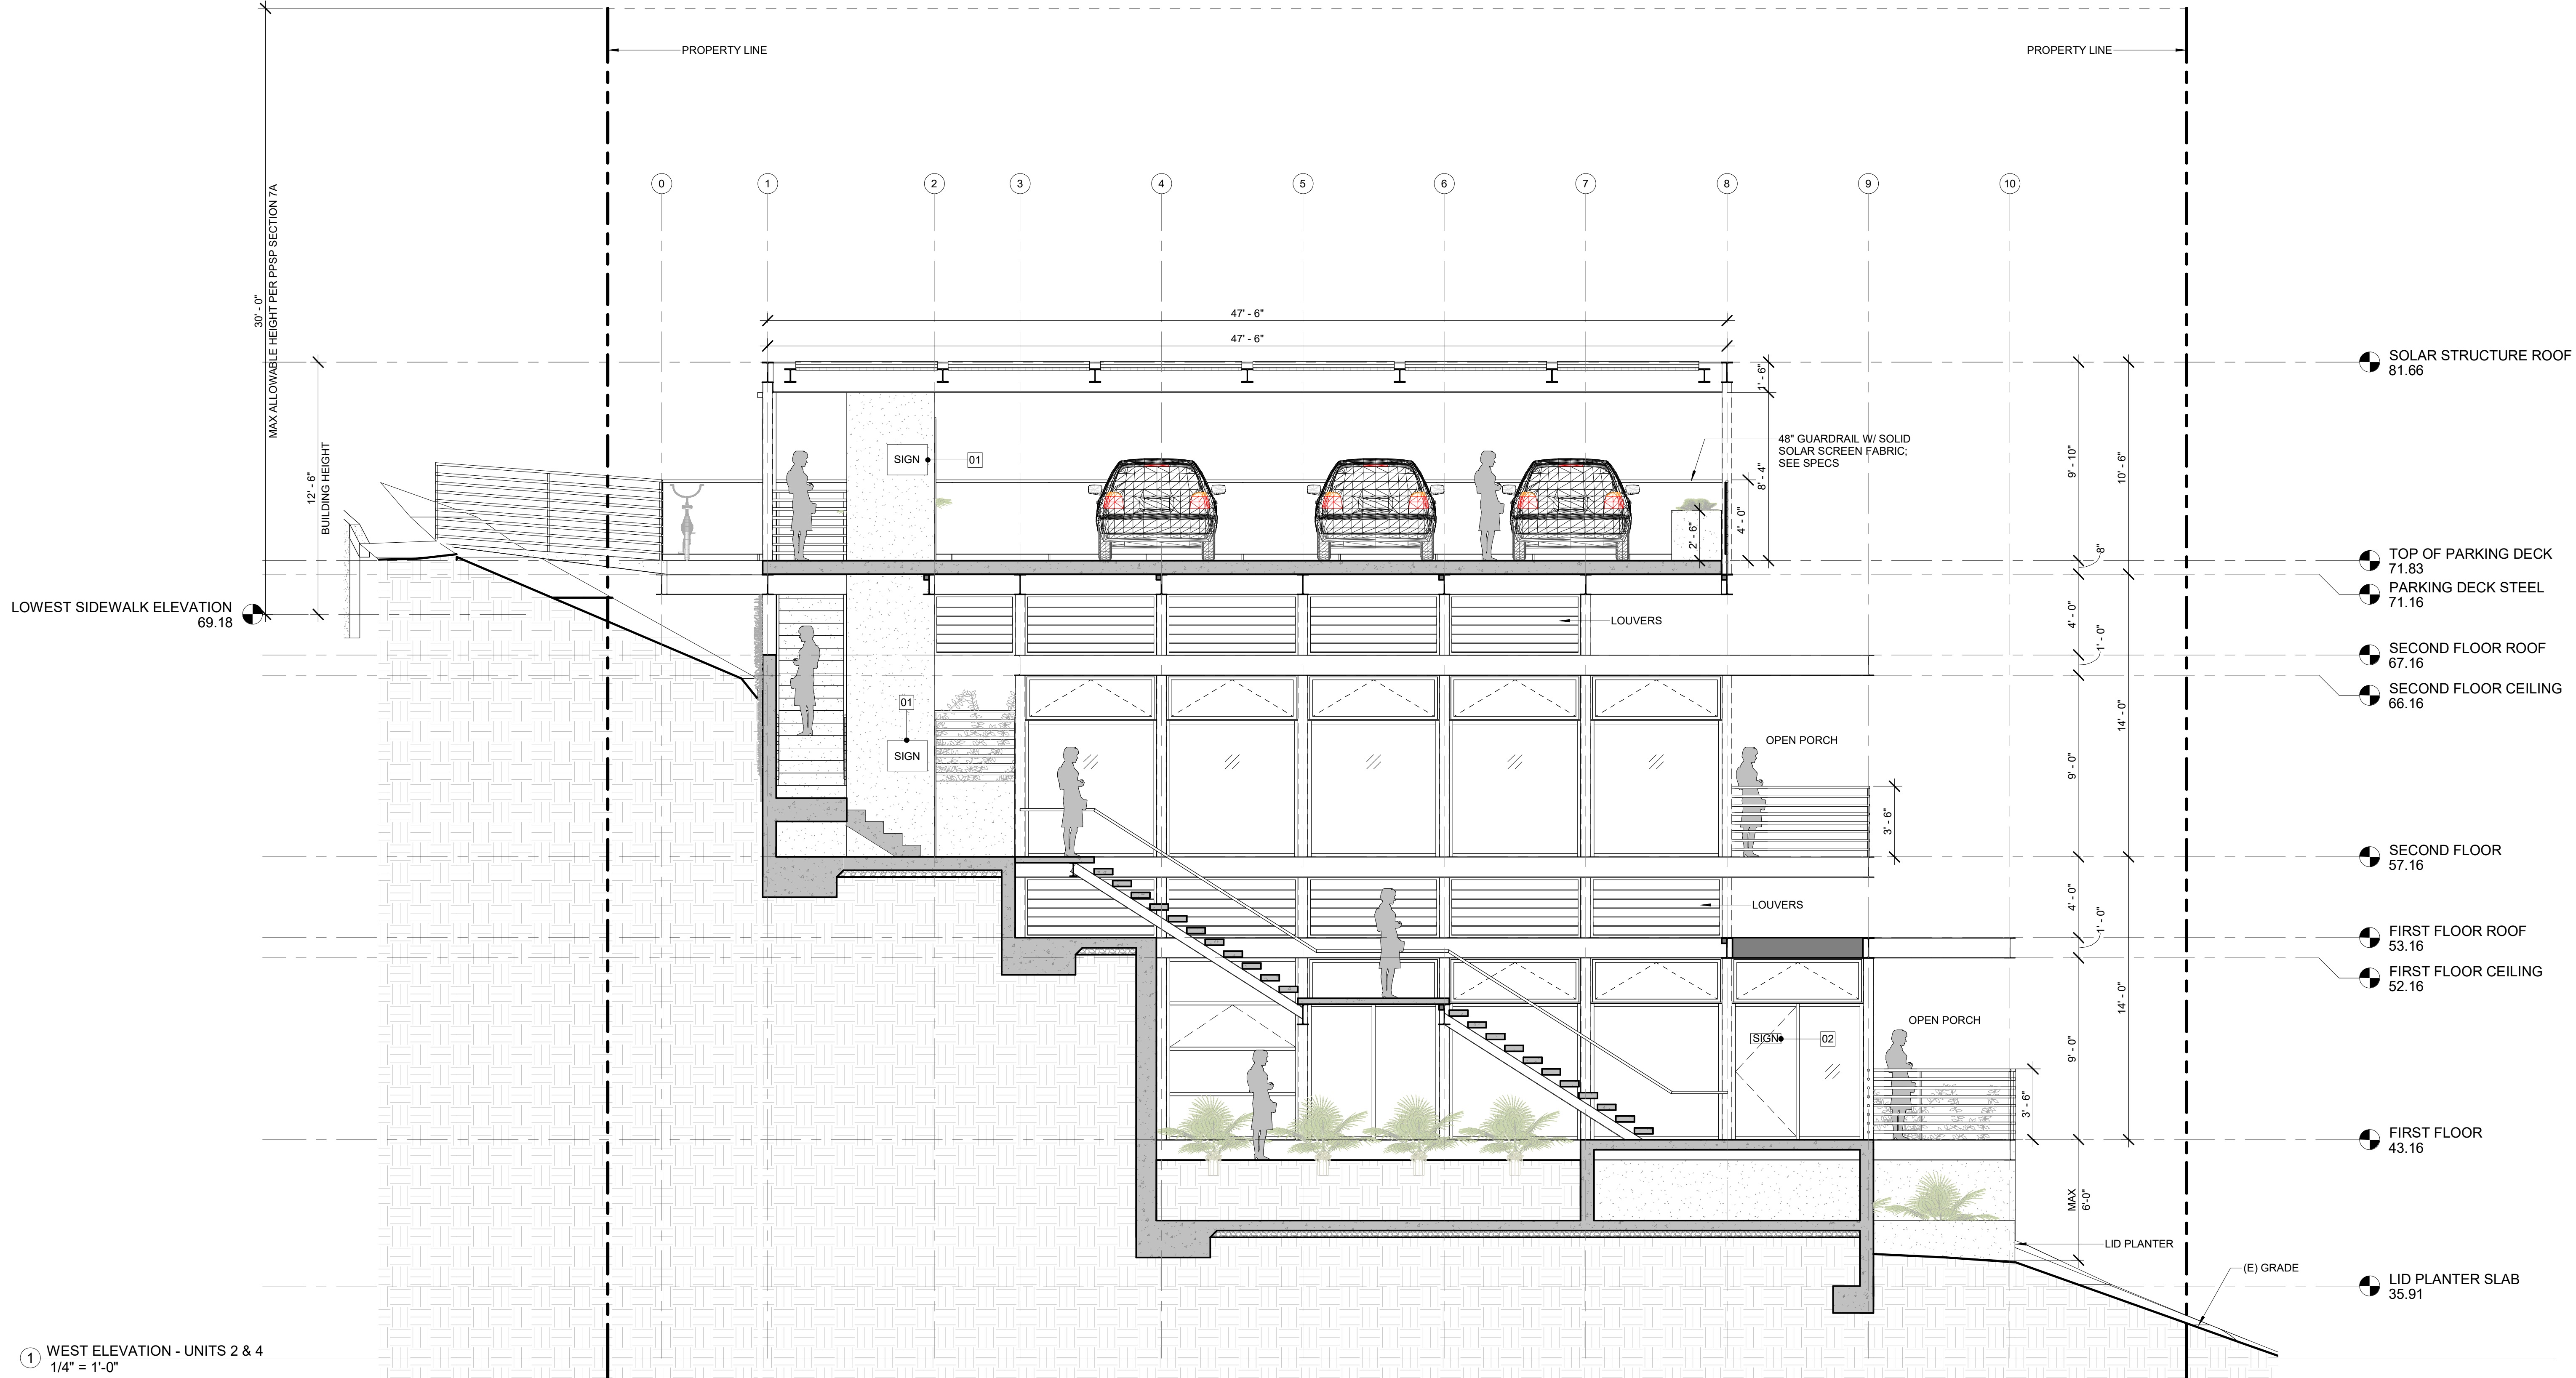 PROPERTY LINE
PROPERTY LINE
30' - 0"
MAX ALLOWABLE HEIGHT PER PPSP SECTION 7A
0
1
2
3
4
5
6
7
8
9
10
47' - 6"
47' - 6"
SOLAR STRUCTURE ROOF
81.66
1' - 6"
12' - 6"
BUILDING HEIGHT
SIGN
01
48" GUARDRAIL W/ SOLID
SOLAR SCREEN FABRIC;
SEE SPECS
8' - 4"
9' - 10"
10' - 6"
2' - 6"
4' - 0"
8"
TOP OF PARKING DECK
71.83
PARKING DECK STEEL
71.16
LOWEST SIDEWALK ELEVATION
69.18
LOUVERS
4' - 0"
1' - 0"
SECOND FLOOR ROOF
67.16
SECOND FLOOR CEILING
66.16
01
SIGN
OPEN PORCH
14' - 0"
9' - 0"
3' - 6"
SECOND FLOOR
57.16
LOUVERS
4' - 0"
1' - 0"
FIRST FLOOR ROOF
53.16
FIRST FLOOR CEILING
52.16
OPEN PORCH
SIGN
02
14' - 0"
9' - 0"
3' - 6"
FIRST FLOOR
43.16
MAX
6'-0"
LID PLANTER
(E) GRADE
LID PLANTER SLAB
35.91
1
WEST ELEVATION - UNITS 2 & 4
1/4" = 1'-0"